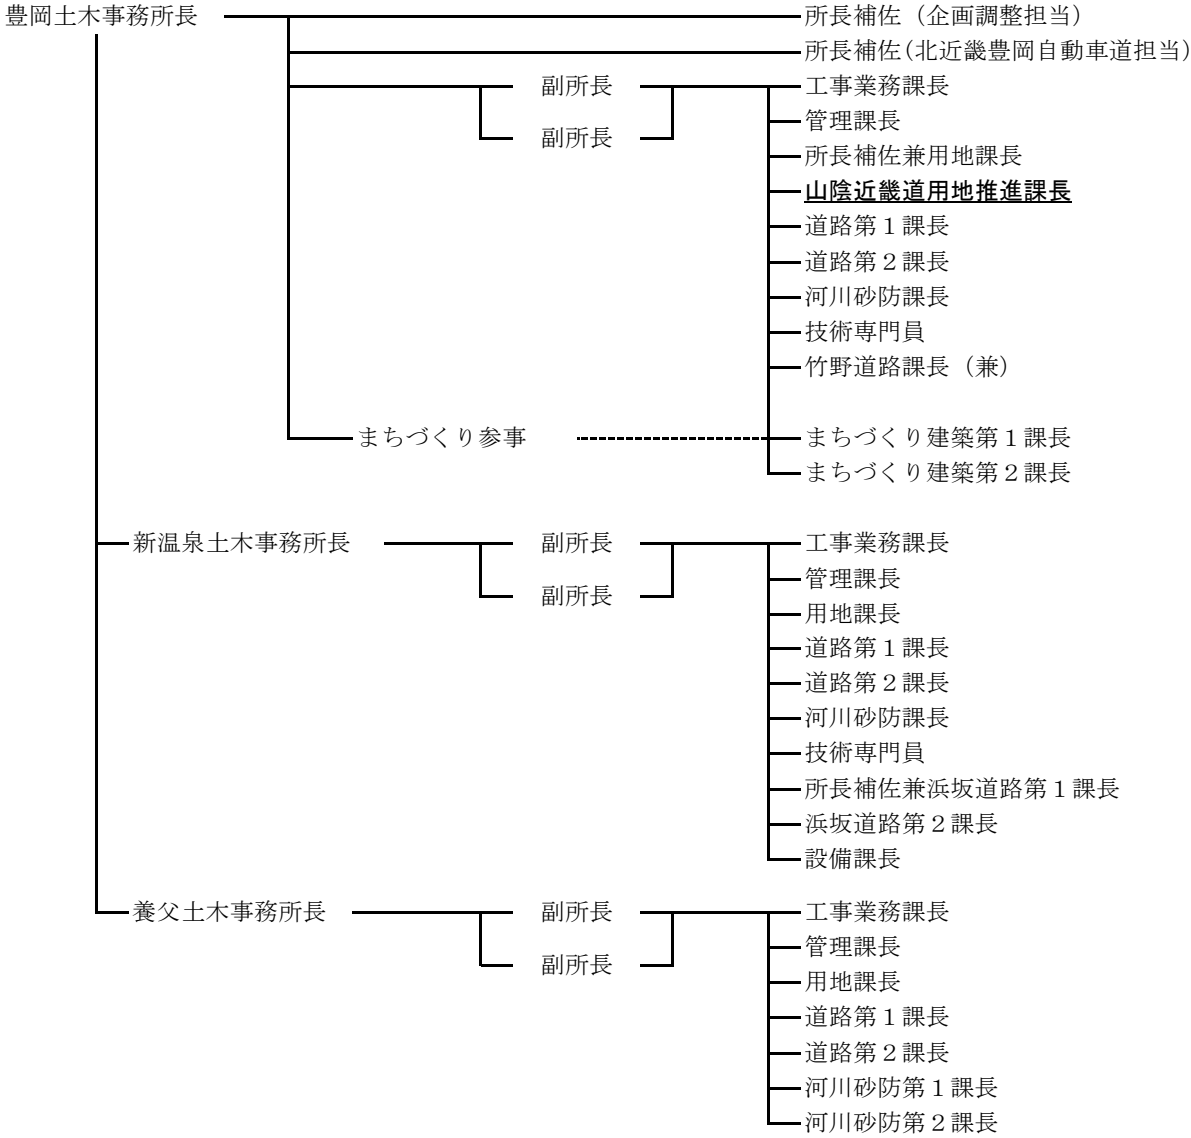 豊岡土木事務所長
所長補佐（企画調整担当）
所長補佐（北近畿豊岡自動車道担当）
副所長
副所長
工事業務課長
管理課長
所長補佐兼用地課長
山陰近畿道用地推進課長
道路第１課長
道路第２課長
河川砂防課長
技術専門員
竹野道路課長（兼）
まちづくり参事
まちづくり建築第１課長
まちづくり建築第２課長
新温泉土木事務所長
副所長
副所長
工事業務課長
管理課長
用地課長
道路第１課長
道路第２課長
河川砂防課長
技術専門員
所長補佐兼浜坂道路第１課長
浜坂道路第２課長
設備課長
養父土木事務所長
副所長
副所長
工事業務課長
管理課長
用地課長
道路第１課長
道路第２課長
河川砂防第１課長
河川砂防第２課長